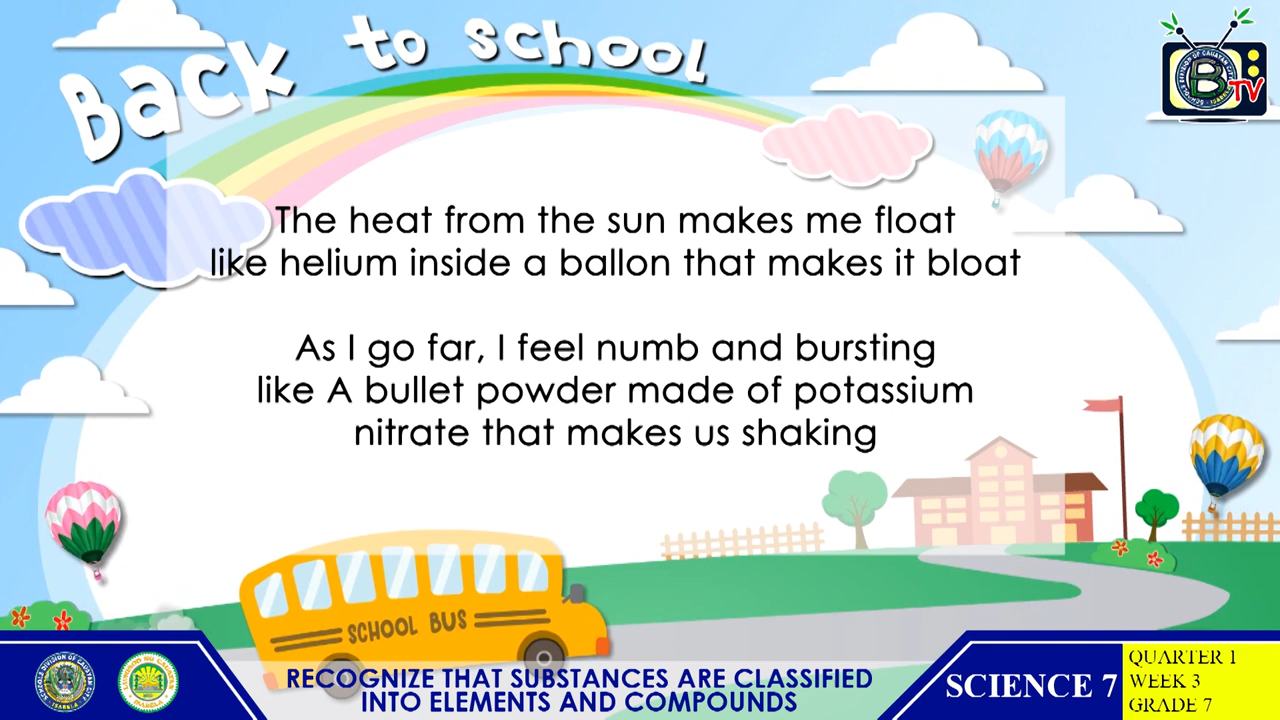 Back to school
B TV
The heat from the sun makes me float
like helium inside a ballon that makes it bloat
As I go far, I feel numb and bursting
like A bullet powder made of potassium
nitrate that makes us shaking
SCHOOL BUS
RECOGNIZE THAT SUBSTANCES ARE CLASSIFIED
INTO ELEMENTS AND COMPOUNDS
SCIENCE 7
QUARTER 1
WEEK 3
GRADE 7